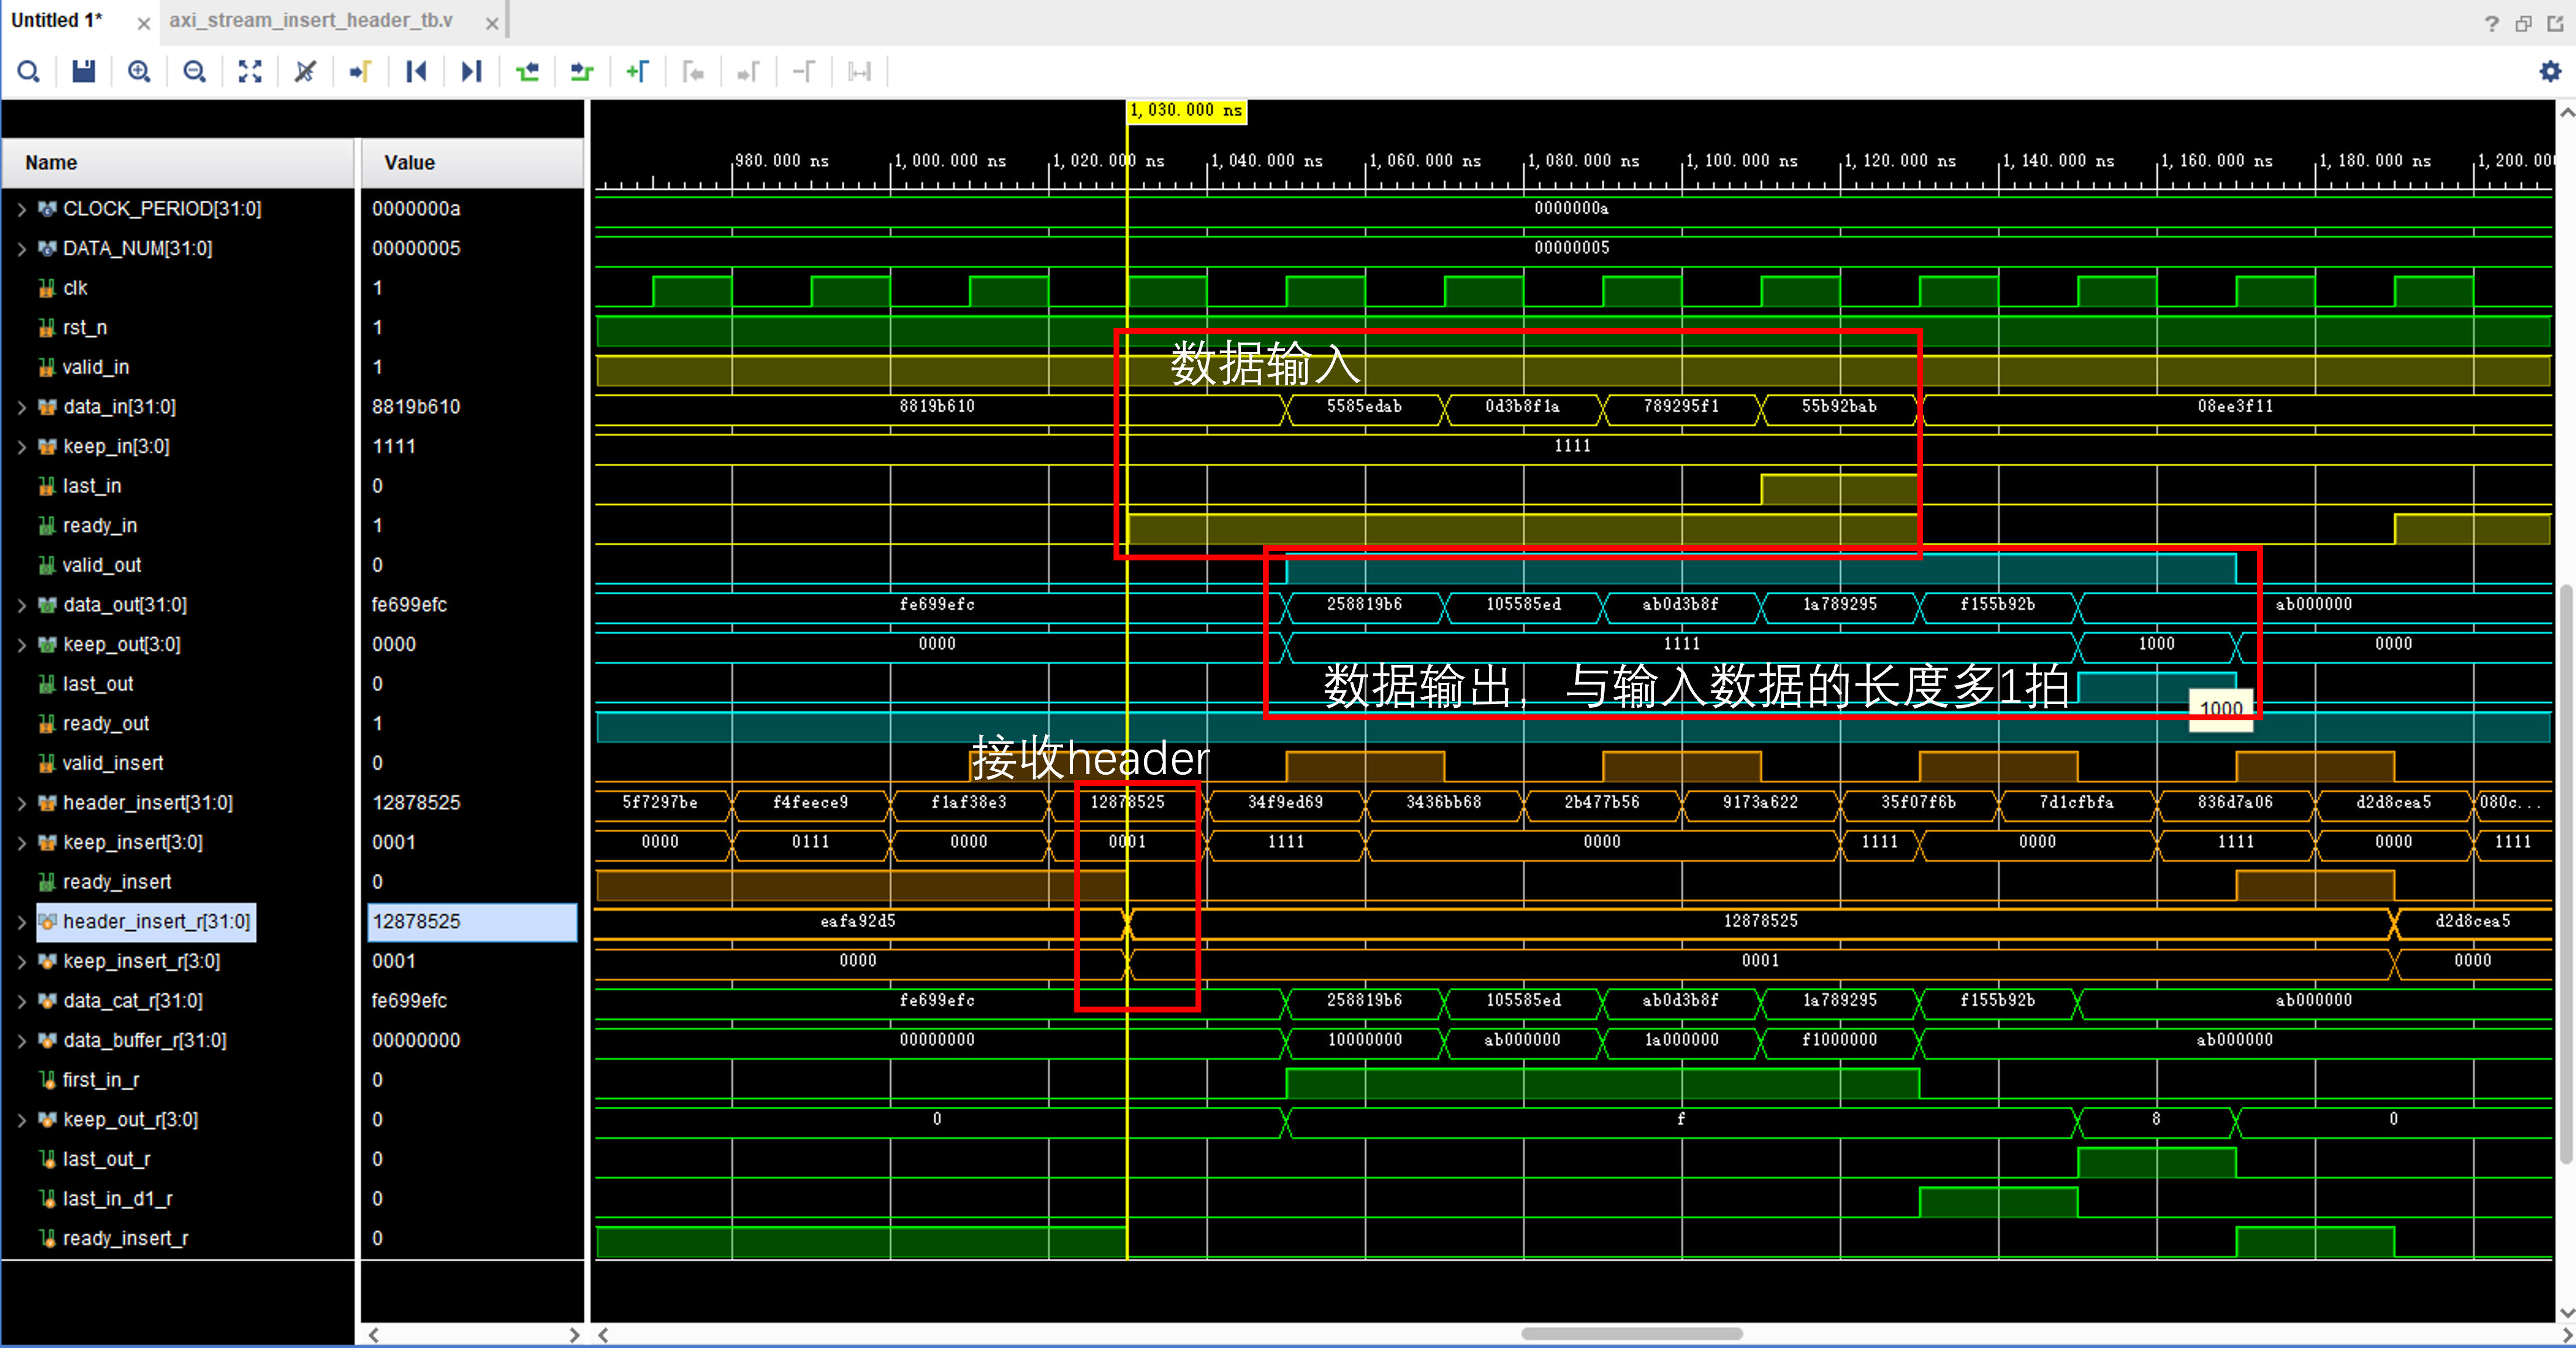 Untitled 1*
axi_stream_insert_header_tb.v
1,030.000 ns
Name Value
980.000 ns 1,000.000 ns 1,020.000 ns 1,040.000 ns 1,060.000 ns 1,080.000 ns 1,100.000 ns 1,120.000 ns 1,140.000 ns 1,160.000 ns 1,180.000 ns 1,200.00
CLOCK_PERIOD[31:0] 0000000a 0000000a
DATA_NUM[31:0] 00000005 00000005
clk 1
rst_n 1
数据输入
valid_in 1
data_in[31:0] 8819b610 8819b610 5585edab 0d3b8f1a 789295f1 55b92bab 08ee3f11
keep_in[3:0] 1111 1111
last_in 0
ready_in 1
valid_out 0
data_out[31:0] fe699efc fe699efc 258819b6 105585ed ab0d3b8f 1a789295 f155b92b ab000000
keep_out[3:0] 0000 0000 1111 1000 0000
last_out 0 数据输出，与输入数据的长度多1拍
1000
ready_out 1
valid_insert 0 接收header
header_insert[31:0] 12878525 5f7297be f4feece9 f1af38e3 12878525 34f9ed69 3436bb68 2b477b56 9173a622 35f07f6b 7d1cfbfa 836d7a06 d2d8cea5 080c...
keep_insert[3:0] 0001 0000 0111 0000 0001 1111 0000 1111 0000 1111 0000 1111
ready_insert 0
header_insert_r[31:0] 12878525 eafa92d5 12878525 d2d8cea5
keep_insert_r[3:0] 0001 0000 0001 0000
data_cat_r[31:0] fe699efc fe699efc 258819b6 105585ed ab0d3b8f 1a789295 f155b92b ab000000
data_buffer_r[31:0] 00000000 00000000 10000000 ab000000 1a000000 f1000000 ab000000
first_in_r 0
keep_out_r[3:0] 0 0 f 8 0
last_out_r 0
last_in_d1_r 0
ready_insert_r 0